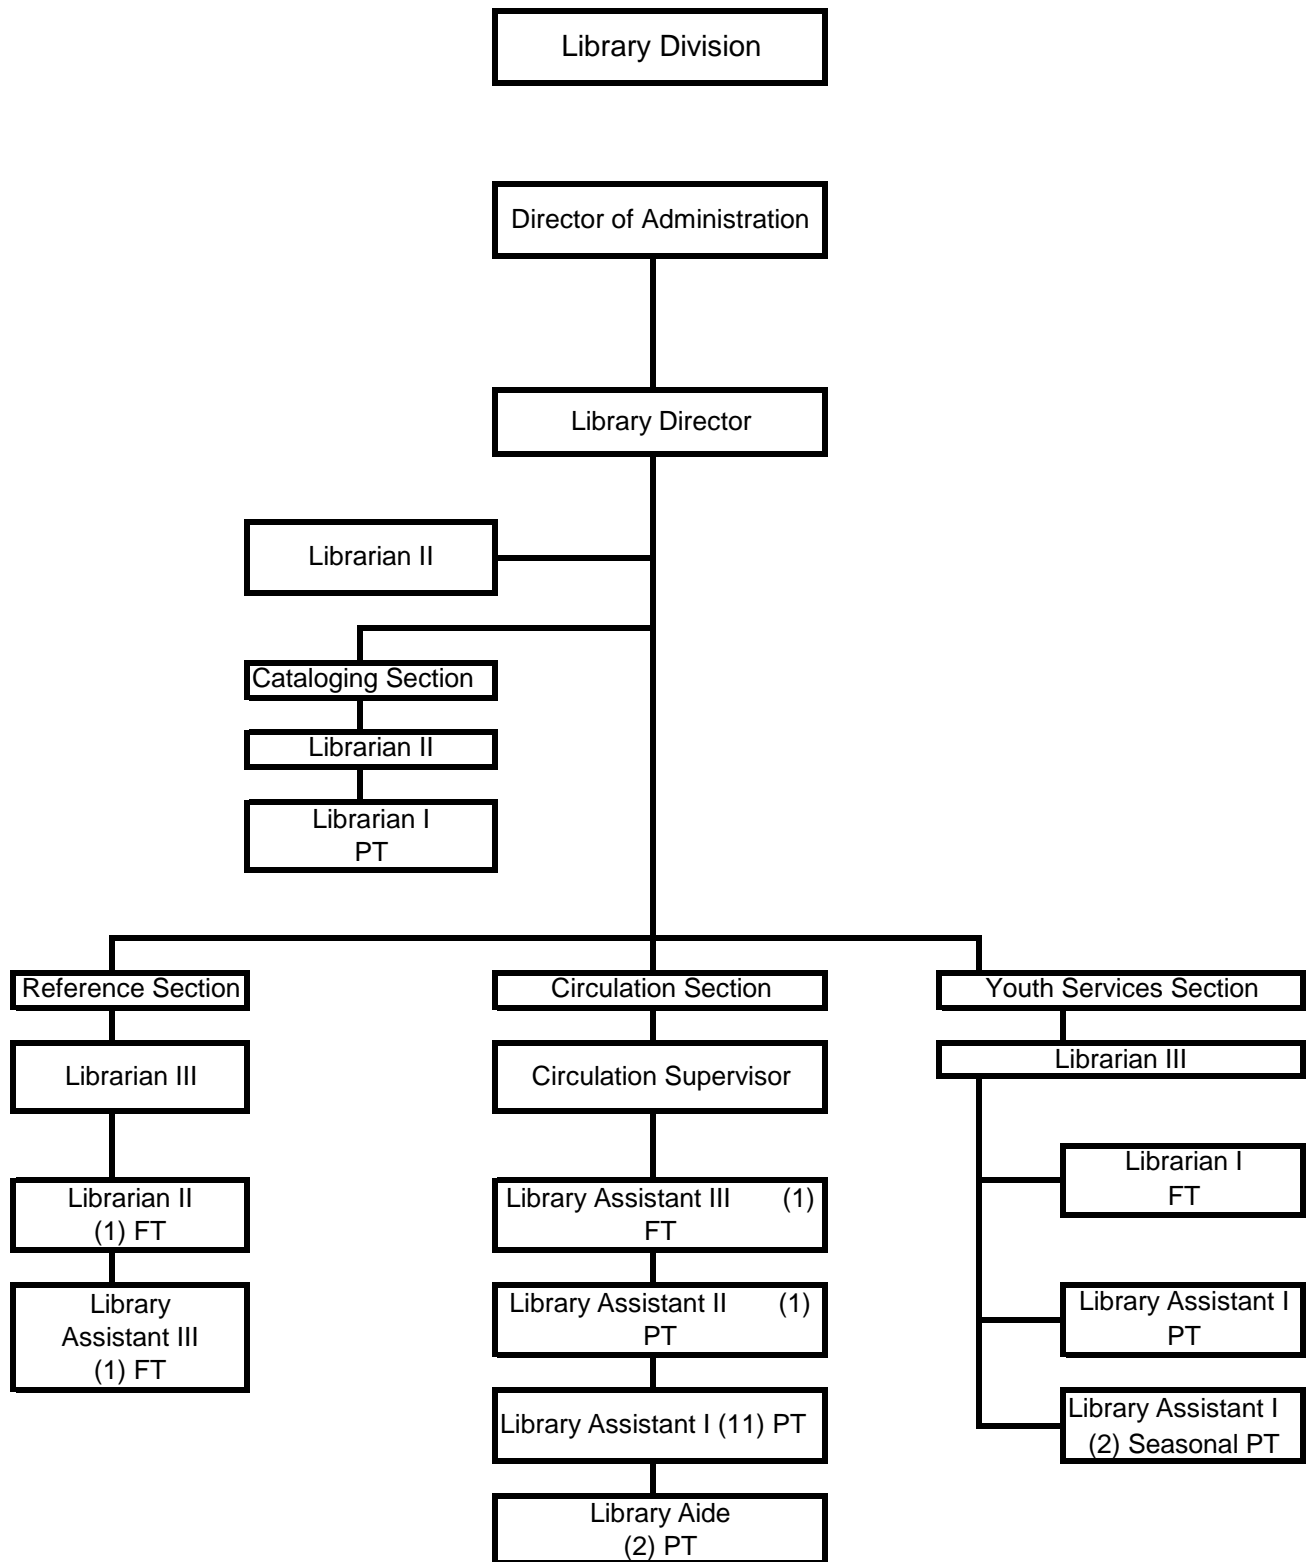 Library Division
Director of Administration
Library Director
Librarian II
Cataloging Section
Librarian II
Librarian I
PT
Reference Section
Librarian III
Librarian II
(1) FT
Library
Assistant III
(1) FT
Circulation Section
Circulation Supervisor
Library Assistant III (1)
FT
Library Assistant II (1)
PT
Library Assistant I (11) PT
Library Aide
(2) PT
Youth Services Section
Librarian III
Librarian I
FT
Library Assistant I
PT
Library Assistant I
(2) Seasonal PT